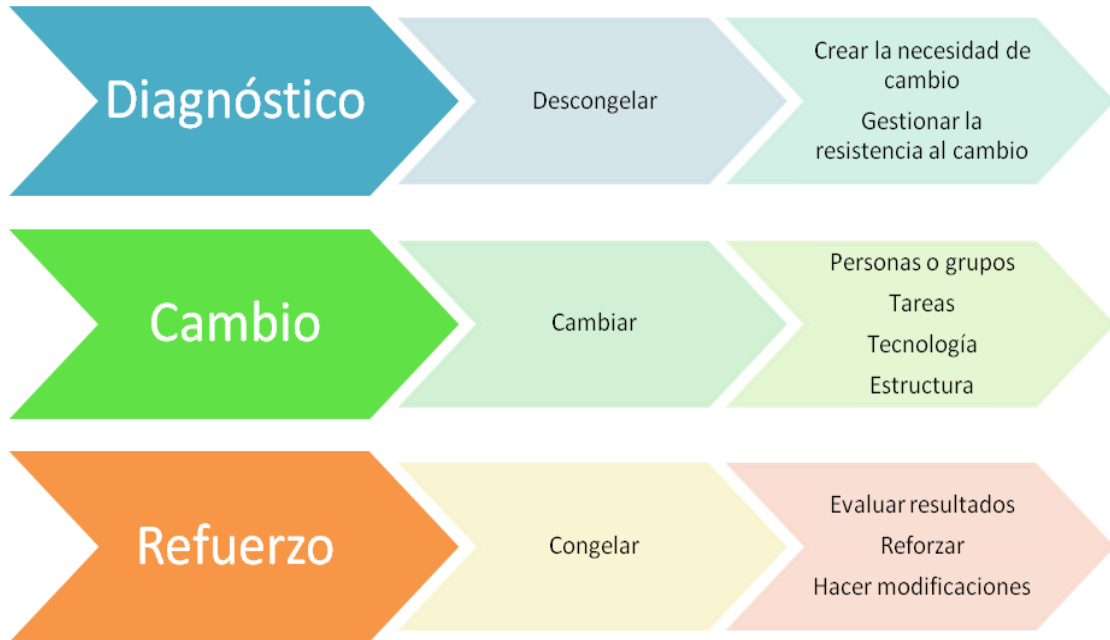 Diagnóstico
Descongelar
Crear la necesidad de
cambio
Gestionar la
resistencia al cambio
Cambio
Cambiar
Personas o grupos
Tareas
Tecnología
Estructura
Refuerzo
Congelar
Evaluar resultados
Reforzar
Hacer modificaciones